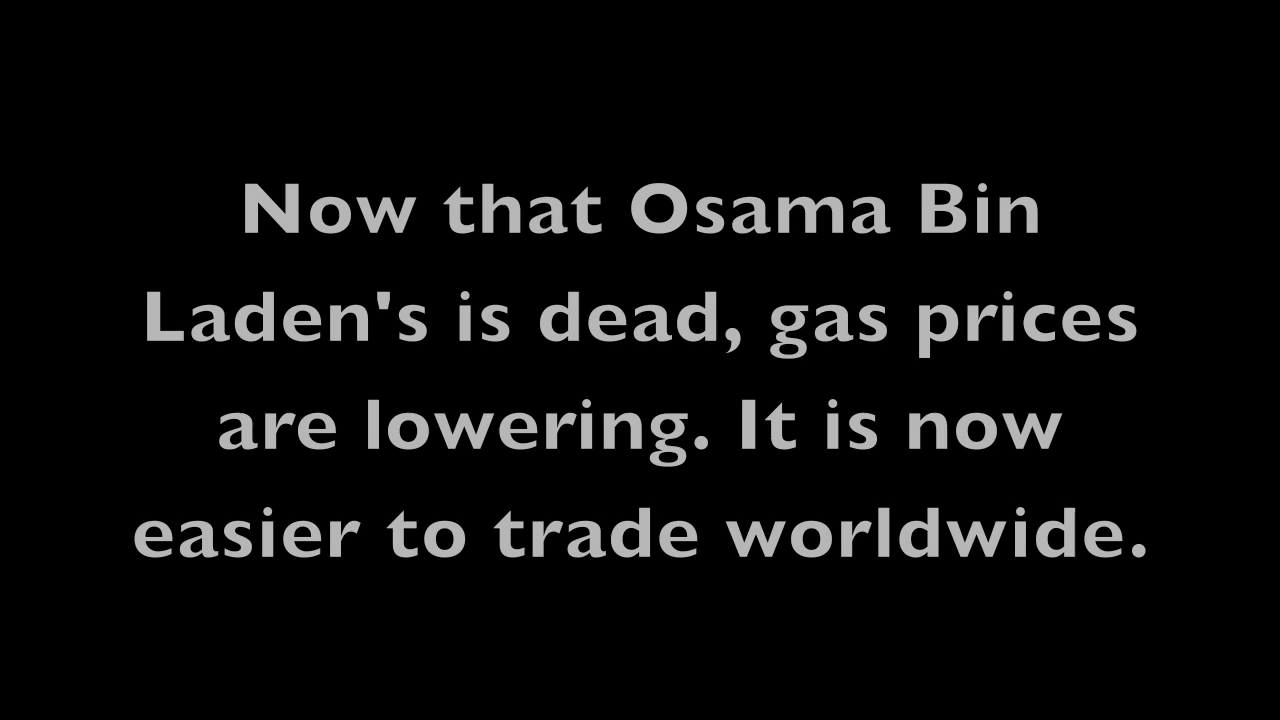 Now that Osama Bin
Laden's is dead, gas prices
are lowering. It is now
easier to trade worldwide.